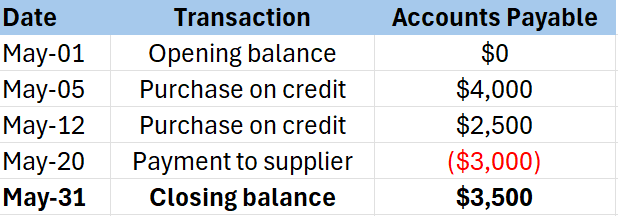 Date Transaction Accounts Payable
May-01 Opening balance $0
May-05 Purchase on credit $4,000
May-12 Purchase on credit $2,500
May-20 Payment to supplier ($3,000)
May-31 Closing balance $3,500